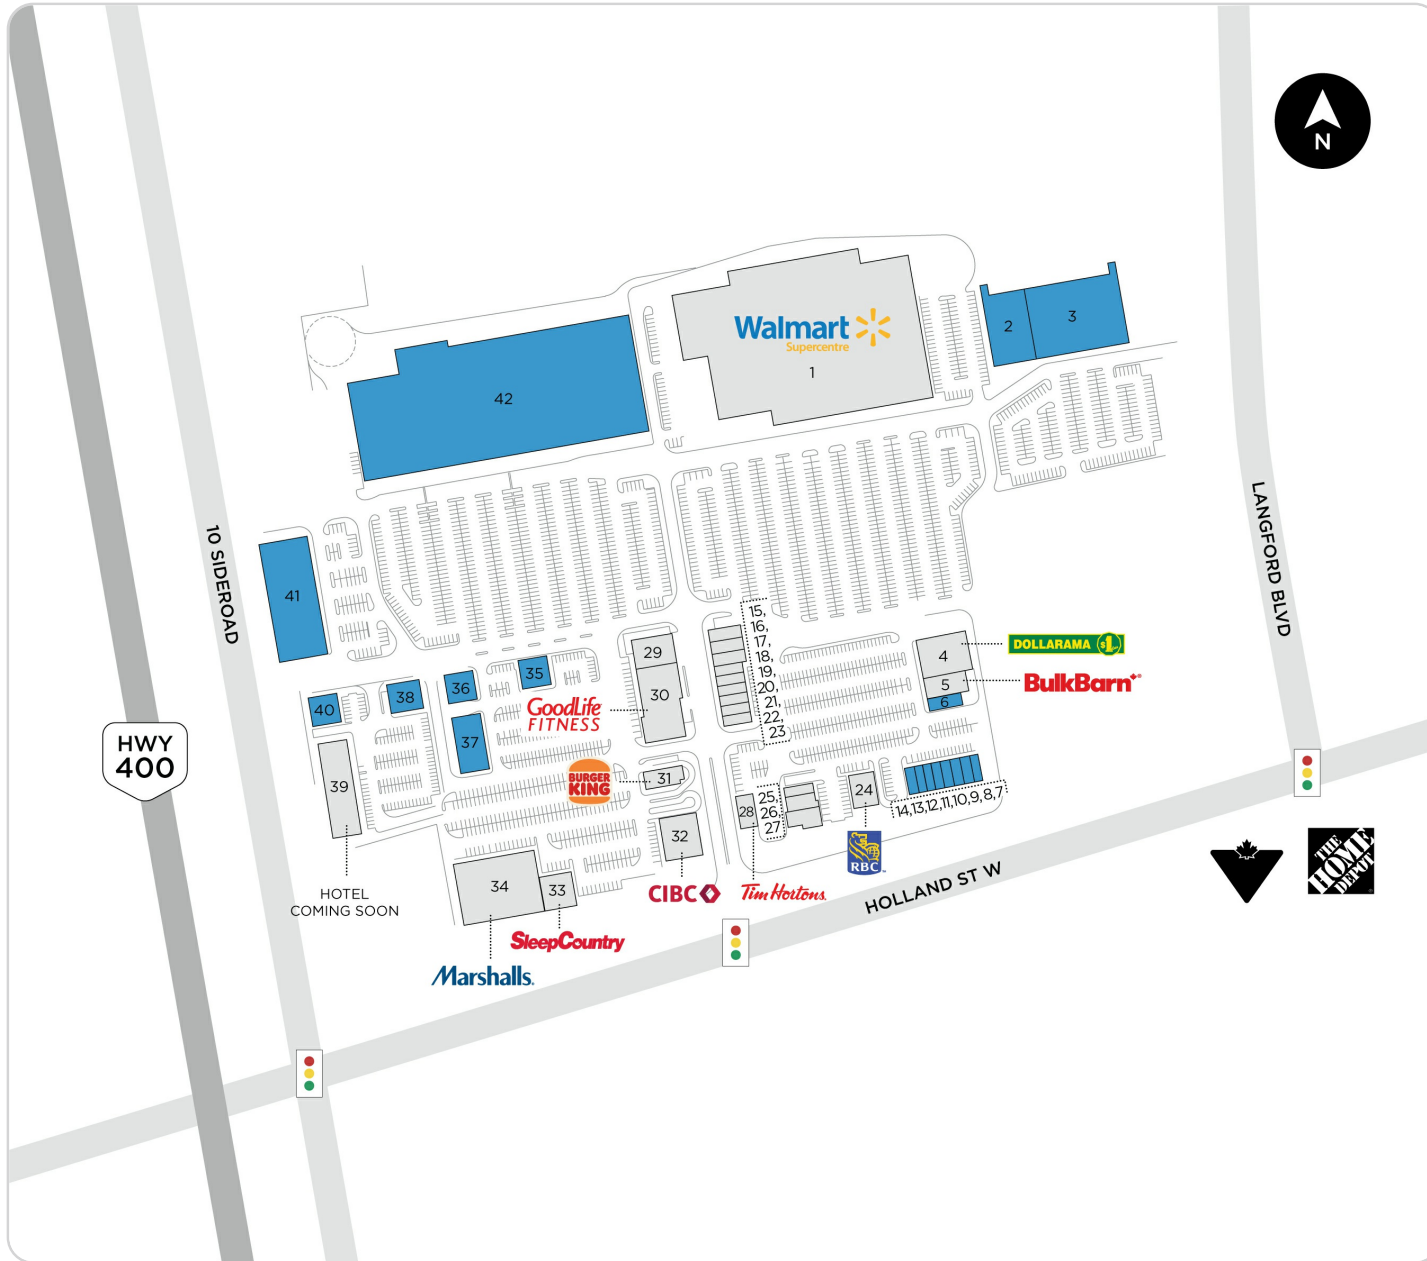 N
Walmart
Supercentre
1
2
3
42
10 SIDEROAD
LANGFORD BLVD
41
15,
16,
17,
18,
19,
20,
21,
22,
23
29
30
4
DOLLARAMA $1
5
BulkBarn
6
35
36
38
40
37
GoodLife
FITNESS
HWY
400
39
BURGER
KING
31
28
25,
26,
27
24
14,13,12,11,10,9,8,7
32
RBC
THE
HOME
DEPOT
34
33
HOTEL
COMING SOON
CIBC
Tim Hortons.
HOLLAND ST W
SleepCountry
Marshalls.